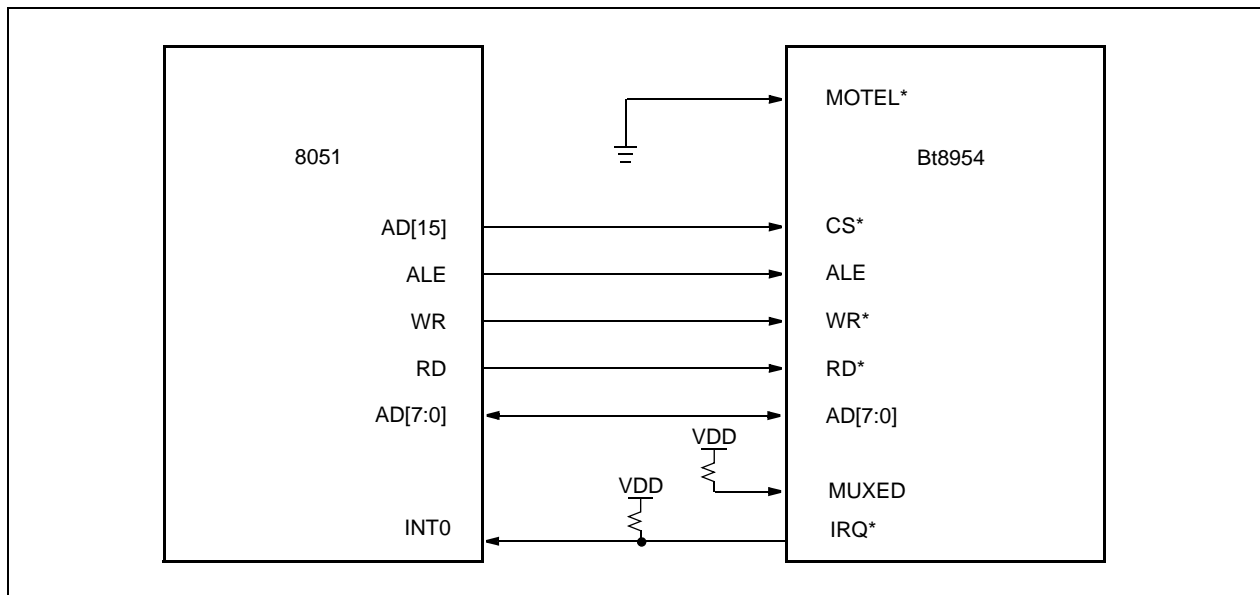 MOTEL*
8051
Bt8954
AD[15]
CS*
ALE
ALE
WR
WR*
RD
RD*
AD[7:0]
AD[7:0]
VDD
VDD
MUXED
INT0
IRQ*